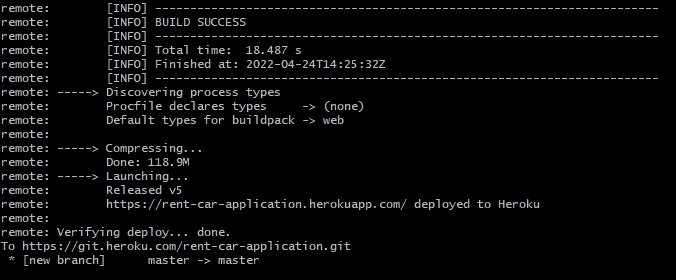 remote:        [INFO] ------------------------------------------------------------------------
remote:        [INFO] BUILD SUCCESS
remote:        [INFO] ------------------------------------------------------------------------
remote:        [INFO] Total time:  18.487 s
remote:        [INFO] Finished at: 2022-04-24T14:25:32Z
remote:        [INFO] ------------------------------------------------------------------------
remote: -----> Discovering process types
remote:        Procfile declares types     -> (none)
remote:        Default types for buildpack -> web
remote:
remote: -----> Compressing...
remote:        Done: 118.9M
remote: -----> Launching...
remote:        Released v5
remote:        https://rent-car-application.herokuapp.com/ deployed to Heroku
remote:
remote: Verifying deploy... done.
To https://git.heroku.com/rent-car-application.git
 * [new branch]      master -> master